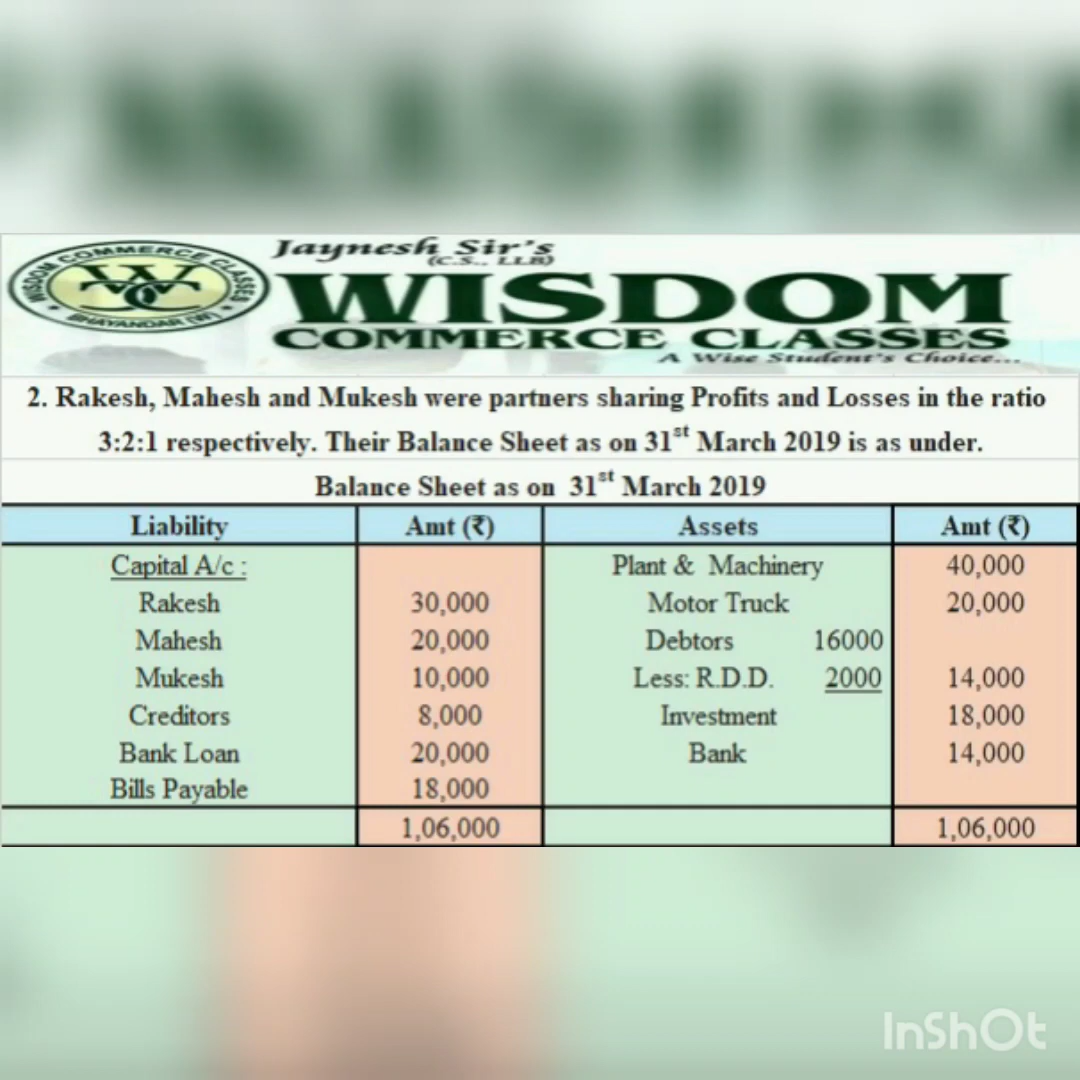 WISDOM COMMERCE CLASSES
WCC
BHAYANDAR (W)
Jaynesh Sir's
(C.S., LLB)
WISDOM
COMMERCE CLASSES
A Wise Student's Choice...
2. Rakesh, Mahesh and Mukesh were partners sharing Profits and Losses in the ratio
3:2:1 respectively. Their Balance Sheet as on 31st March 2019 is as under.
Balance Sheet as on 31st March 2019
Liability Amt (₹) Assets Amt (₹)
Capital A/c : Plant & Machinery 40,000
Rakesh 30,000 Motor Truck 20,000
Mahesh 20,000 Debtors 16000
Mukesh 10,000 Less: R.D.D. 2000 14,000
Creditors 8,000 Investment 18,000
Bank Loan 20,000 Bank 14,000
Bills Payable 18,000
1,06,000 1,06,000
InShOt